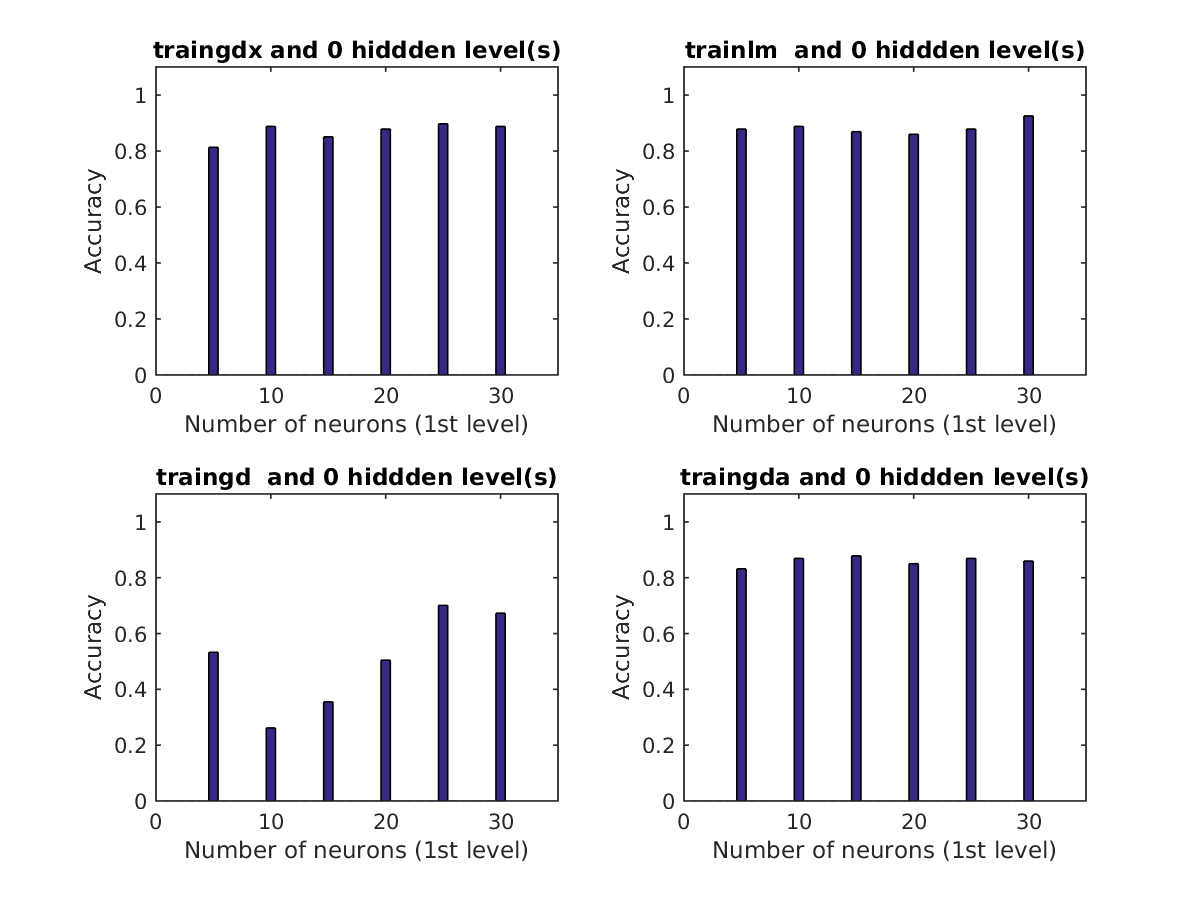 traingdx and 0 hiddden level(s)
1
0.8
0.6
0.4
0.2
0
Accuracy
0 10 20 30
Number of neurons (1st level)
trainlm and 0 hiddden level(s)
1
0.8
0.6
0.4
0.2
0
Accuracy
0 10 20 30
Number of neurons (1st level)
traingd and 0 hiddden level(s)
1
0.8
0.6
0.4
0.2
0
Accuracy
0 10 20 30
Number of neurons (1st level)
traingda and 0 hiddden level(s)
1
0.8
0.6
0.4
0.2
0
Accuracy
0 10 20 30
Number of neurons (1st level)